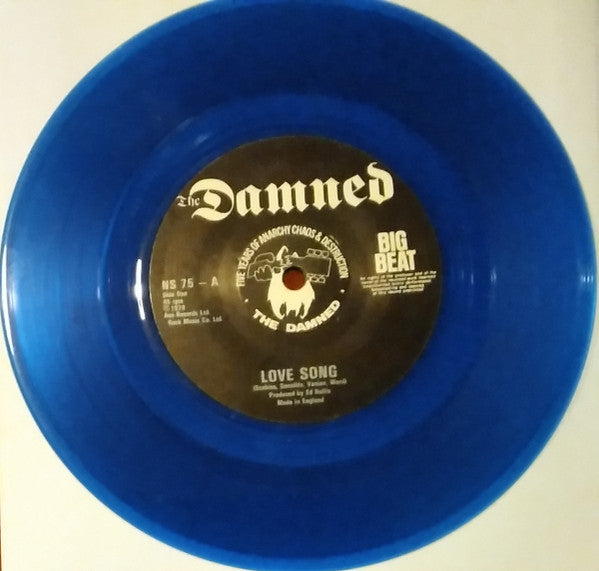 The Damned
BIG
BEAT
FIVE YEARS OF ANARCHY CHAOS & DESTRUCTION
THE DAMNED
NS 75 – A
Side One
45 rpm
℗ 1979
Ace Records Ltd
Rock Music Co. Ltd
LOVE SONG
(Scabies, Sensible, Vanian, Ward)
Produced by Ed Hollis
Made in England